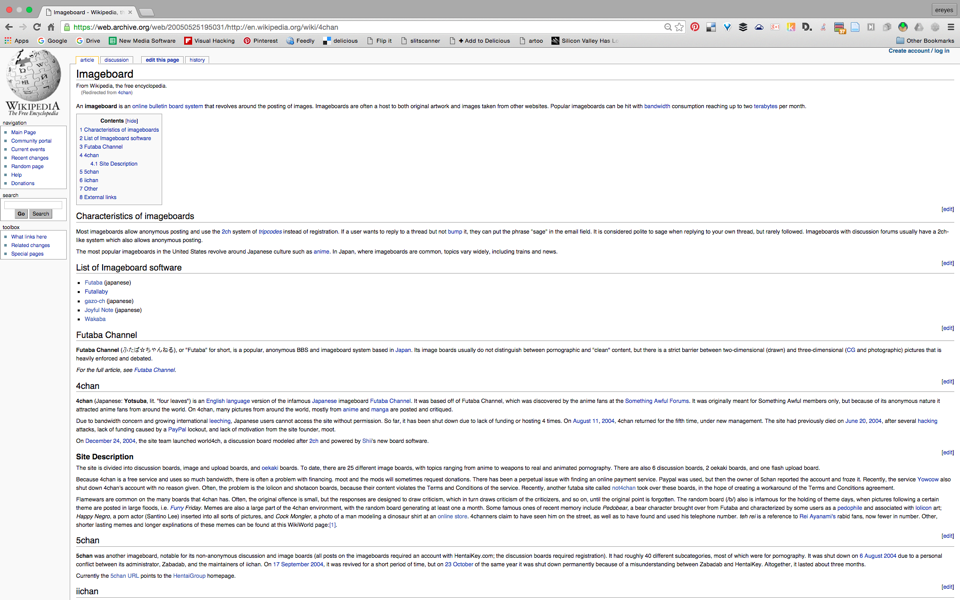 Imageboard - Wikipedia, t
ereyes
https://web.archive.org/web/20050525195031/http://en.wikipedia.org/wiki/4chan
Apps Google Drive New Media Software Visual Hacking Pinterest Feedly delicious Flip it slitscanner + Add to Delicious artoo Silicon Valley Has L Other Bookmarks
Create account / log in
article discussion edit this page history
WIKIPEDIA
The Free Encyclopedia
navigation
Main Page
Community portal
Current events
Recent changes
Random page
Help
Donations
search
Go Search
toolbox
What links here
Related changes
Special pages
Imageboard
From Wikipedia, the free encyclopedia.
(Redirected from 4chan)
An imageboard is an online bulletin board system that revolves around the posting of images. Imageboards are often a host to both original artwork and images taken from other websites. Popular imageboards can be hit with bandwidth consumption reaching up to two terabytes per month.
Contents [hide]
1 Characteristics of imageboards
2 List of Imageboard software
3 Futaba Channel
4 4chan
4.1 Site Description
5 5chan
6 iichan
7 Other
8 External links
[edit]
Characteristics of imageboards
Most imageboards allow anonymous posting and use the 2ch system of tripcodes instead of registration. If a user wants to reply to a thread but not bump it, they can put the phrase "sage" in the email field. It is considered polite to sage when replying to your own thread, but rarely followed. Imageboards with discussion forums usually have a 2ch-
like system which also allows anonymous posting.
The most popular imageboards in the United States revolve around Japanese culture such as anime. In Japan, where imageboards are common, topics vary widely, including trains and news.
[edit]
List of Imageboard software
Futaba (japanese)
Futallaby
gazo-ch (japanese)
Joyful Note (japanese)
Wakaba
[edit]
Futaba Channel
Futaba Channel (ふたば☆ちゃんねる), or "Futaba" for short, is a popular, anonymous BBS and imageboard system based in Japan. Its image boards usually do not distinguish between pornographic and "clean" content, but there is a strict barrier between two-dimensional (drawn) and three-dimensional (CG and photographic) pictures that is
heavily enforced and debated.
For the full article, see Futaba Channel.
[edit]
4chan
4chan (Japanese: Yotsuba, lit. "four leaves") is an English language version of the infamous Japanese imageboard Futaba Channel. It was based off of Futaba Channel, which was discovered by the anime fans at the Something Awful Forums. It was originally meant for Something Awful members only, but because of its anonymous nature it
attracted anime fans from around the world. On 4chan, many pictures from around the world, mostly from anime and manga are posted and critiqued.
Due to bandwidth concern and growing international leeching, Japanese users cannot access the site without permission. So far, it has been shut down due to lack of funding or hosting 4 times. On August 11, 2004, 4chan returned for the fifth time, under new management. The site had previously died on June 20, 2004, after several hacking
attacks, lack of funding caused by a PayPal lockout, and lack of motivation from the site founder, moot.
On December 24, 2004, the site team launched world4ch, a discussion board modeled after 2ch and powered by Shii's new board software.
[edit]
Site Description
The site is divided into discussion boards, image and upload boards, and oekaki boards. To date, there are 25 different image boards, with topics ranging from anime to weapons to real and animated pornography. There are also 6 discussion boards, 2 oekaki boards, and one flash upload board.
Because 4chan is a free service and uses so much bandwidth, there is often a problem with financing. moot and the mods will sometimes request donations. There has been a perpetual issue with finding an online payment service. Paypal was used, but then the owner of 5chan reported the account and froze it. Recently, the service Yowcow also
shut down 4chan's account with no reason given. Often, the problem is the lolicon and shotacon boards, because their content violates the Terms and Conditions of the service. Recently, another futaba site called not4chan took over these boards, in the hope of creating a workaround of the Terms and Conditions agreement.
Flamewars are common on the many boards that 4chan has. Often, the original offence is small, but the responses are designed to draw criticism, which in turn draws criticism of the criticizers, and so on, until the original point is forgotten. The random board (/b/) also is infamous for the holding of theme days, when pictures following a certain
theme are posted in large floods, i.e. Furry Friday. Memes are also a large part of the 4chan environment, with the random board generating at least one a month. Some famous ones of recent memory include Pedobear, a bear character brought over from Futaba and characterized by some users as a pedophile and associated with lolicon art;
Happy Negro, a porn actor (Santino Lee) inserted into all sorts of pictures, and Cock Mongler, a photo of a man modeling a dinosaur shirt at an online store. 4channers claim to have seen him on the street, as well as to have found and used his telephone number. teh rei is a reference to Rei Ayanami's rabid fans, now fewer in number. Other,
shorter lasting memes and longer explanations of these memes can be found at this WikiWorld page:[1].
[edit]
5chan
5chan was another imageboard, notable for its non-anonymous discussion and image boards (all posts on the imageboards required an account with HentaiKey.com; the discussion boards required registration). It had roughly 40 different subcategories, most of which were for pornography. It was shut down on 6 August 2004 due to a personal
conflict between its administrator, Zabadab, and the maintainers of iichan. On 17 September 2004, it was revived for a short period of time, but on 23 October of the same year it was shut down permanently because of a misunderstanding between Zabadab and HentaiKey. Altogether, it lasted about three months.
Currently the 5chan URL points to the HentaiGroup homepage.
[edit]
iichan